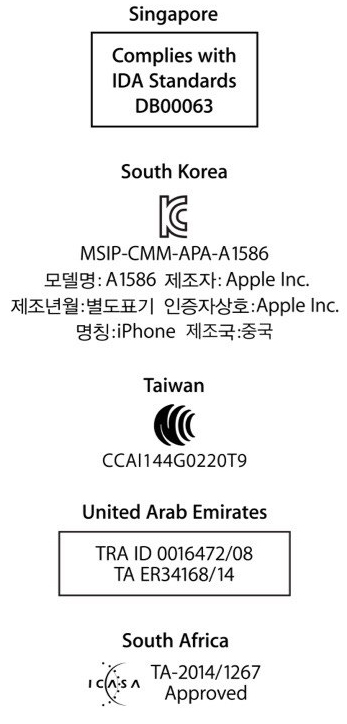 Singapore
Complies with
IDA Standards
DB00063
South Korea
MSIP-CMM-APA-A1586
모델명: A1586 제조자: Apple Inc.
제조년월:별도표기 인증자상호:Apple Inc.
명칭:iPhone 제조국:중국
Taiwan
CCAI144G0220T9
United Arab Emirates
TRA ID 0016472/08
TA ER34168/14
South Africa
ICASA TA-2014/1267
Approved